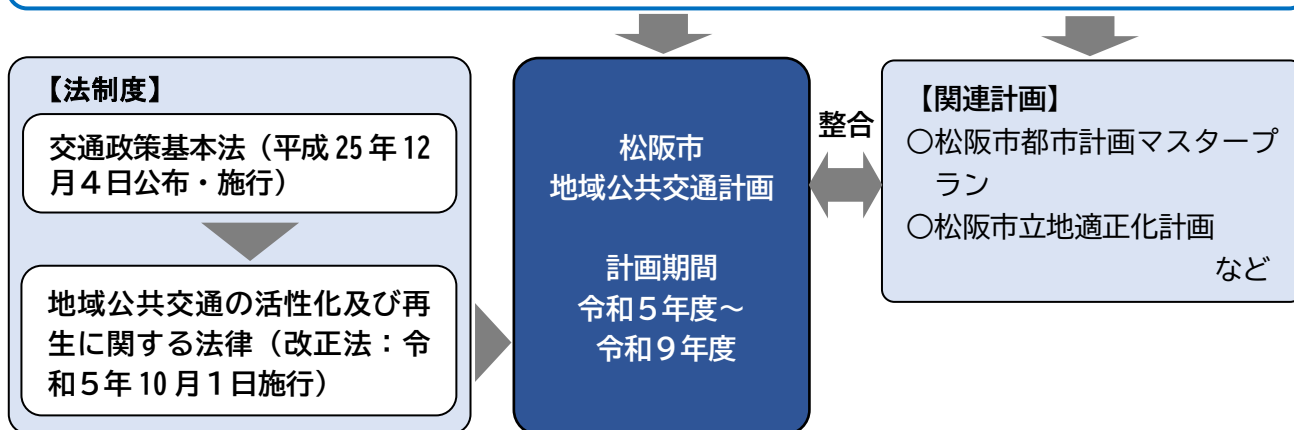 【法制度】
交通政策基本法（平成 25 年 12
月４日公布・施行）
地域公共交通の活性化及び再
生に関する法律（改正法：令
和５年 10 月１日施行）
松阪市
地域公共交通計画
計画期間
令和５年度～
令和９年度
整合
【関連計画】
○松阪市都市計画マスタープ
ラン
○松阪市立地適正化計画
など